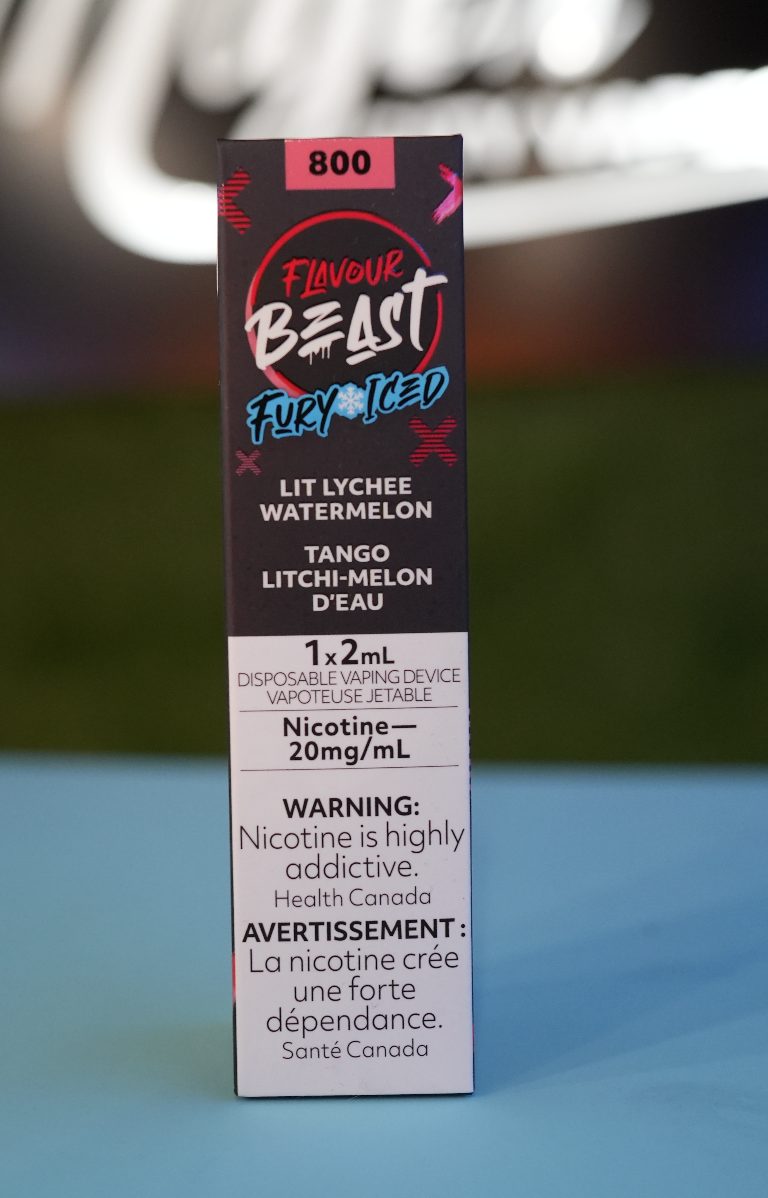 800
FLAVOUR
BEAST
FURY ICED
LIT LYCHEE
WATERMELON
TANGO
LITCHI-MELON
D'EAU
1x2mL
DISPOSABLE VAPING DEVICE
VAPOTEUSE JETABLE
Nicotine—
20mg/mL
WARNING:
Nicotine is highly
addictive.
Health Canada
AVERTISSEMENT :
La nicotine crée
une forte
dépendance.
Santé Canada